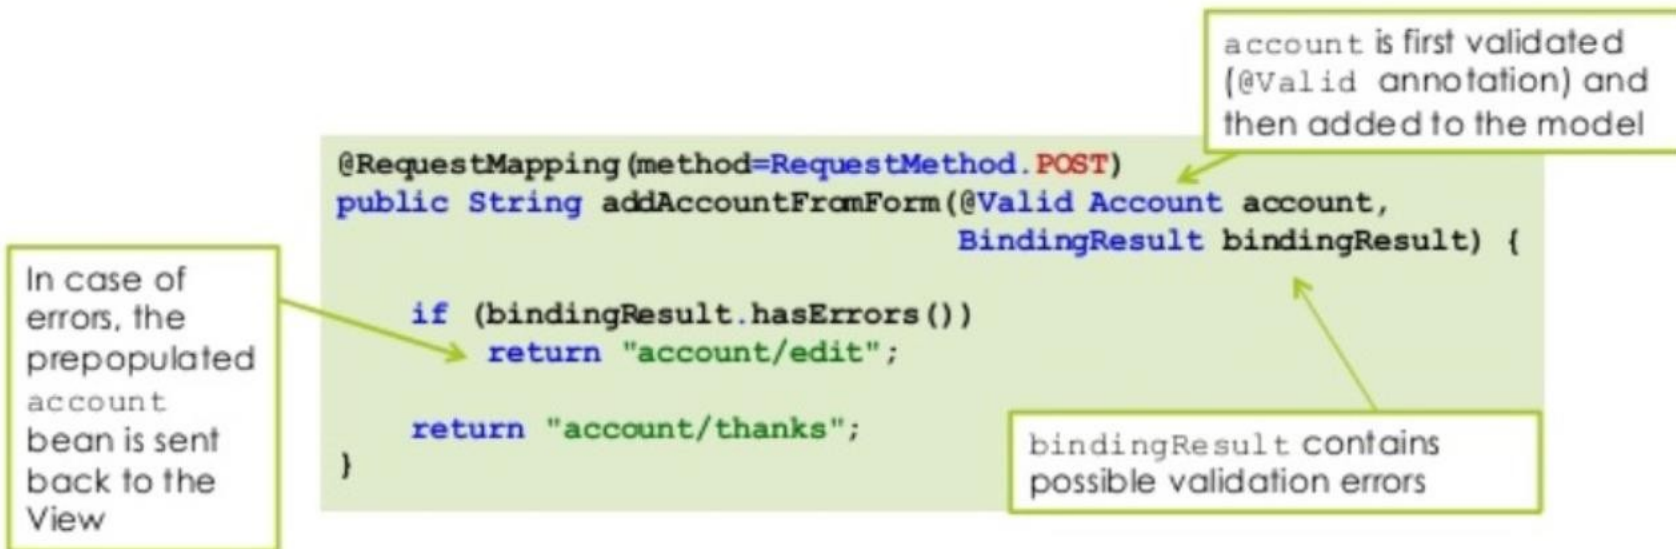 account is first validated
(@Valid annotation) and
then added to the model
@RequestMapping(method=RequestMethod.POST)
public String addAccountFromForm(@Valid Account account,
BindingResult bindingResult) {
In case of
errors, the
prepopulated
account
bean is sent
back to the
View
if (bindingResult.hasErrors())
return "account/edit";
return "account/thanks";
}
bindingResult contains
possible validation errors